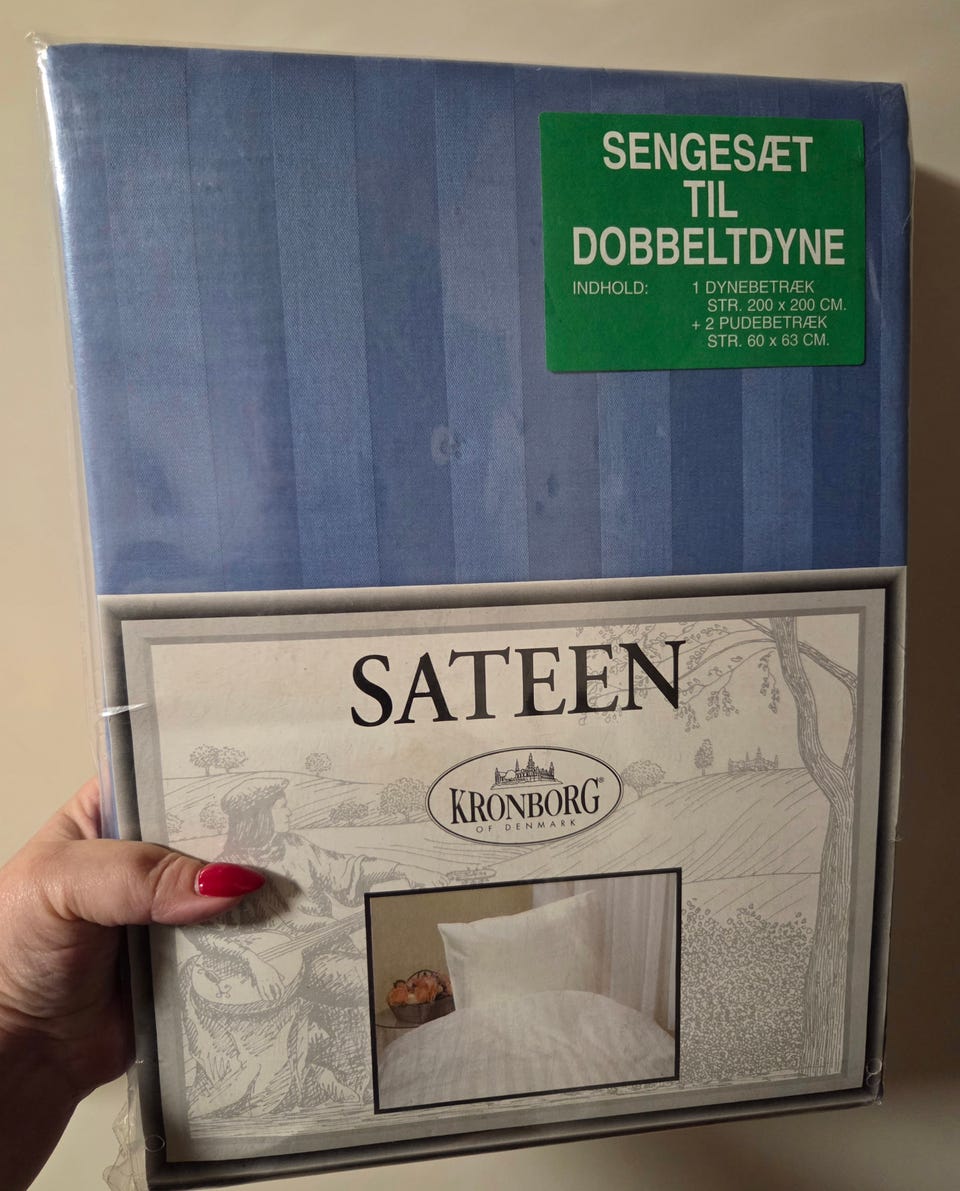 SENGESÆT
TIL
DOBBELTDYNE
INDHOLD: 1 DYNEBETRÆK
STR. 200 x 200 CM.
+ 2 PUDEBETRÆK
STR. 60 x 63 CM.
SATEEN
KRONBORG®
OF DENMARK